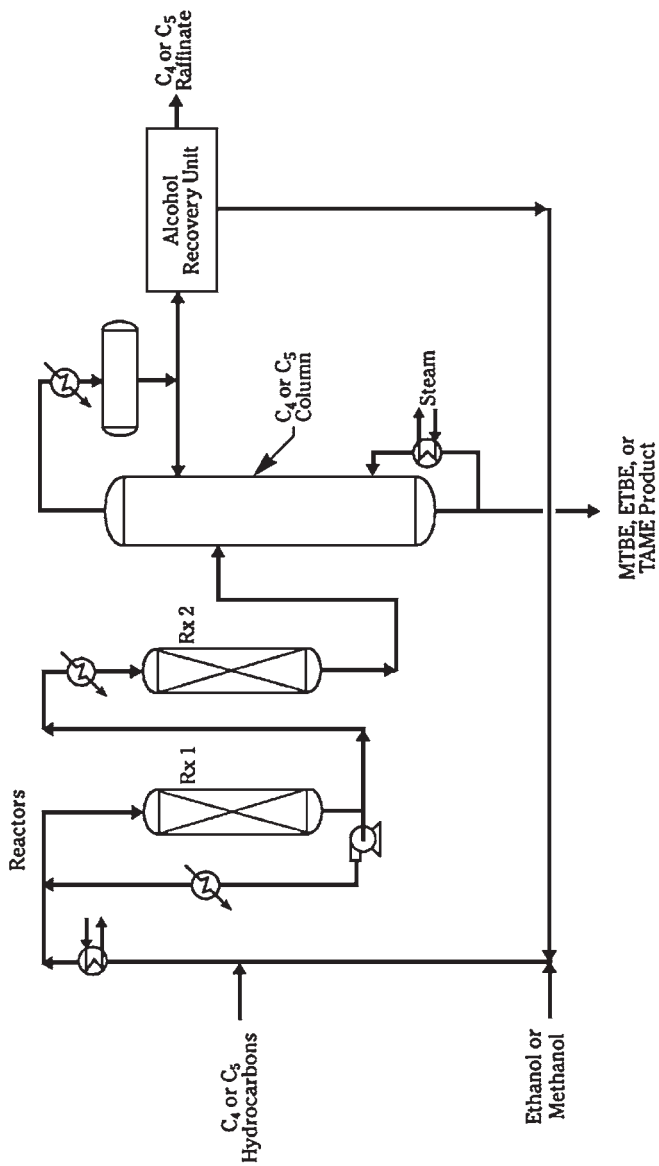 Reactors
Rx 1
Rx 2
C₄ or C₅
Hydrocarbons
Ethanol or
Methanol
C₄ or C₅
Column
Steam
MTBE, ETBE, or
TAME Product
Alcohol
Recovery Unit
C₄ or C₅
Raffinate